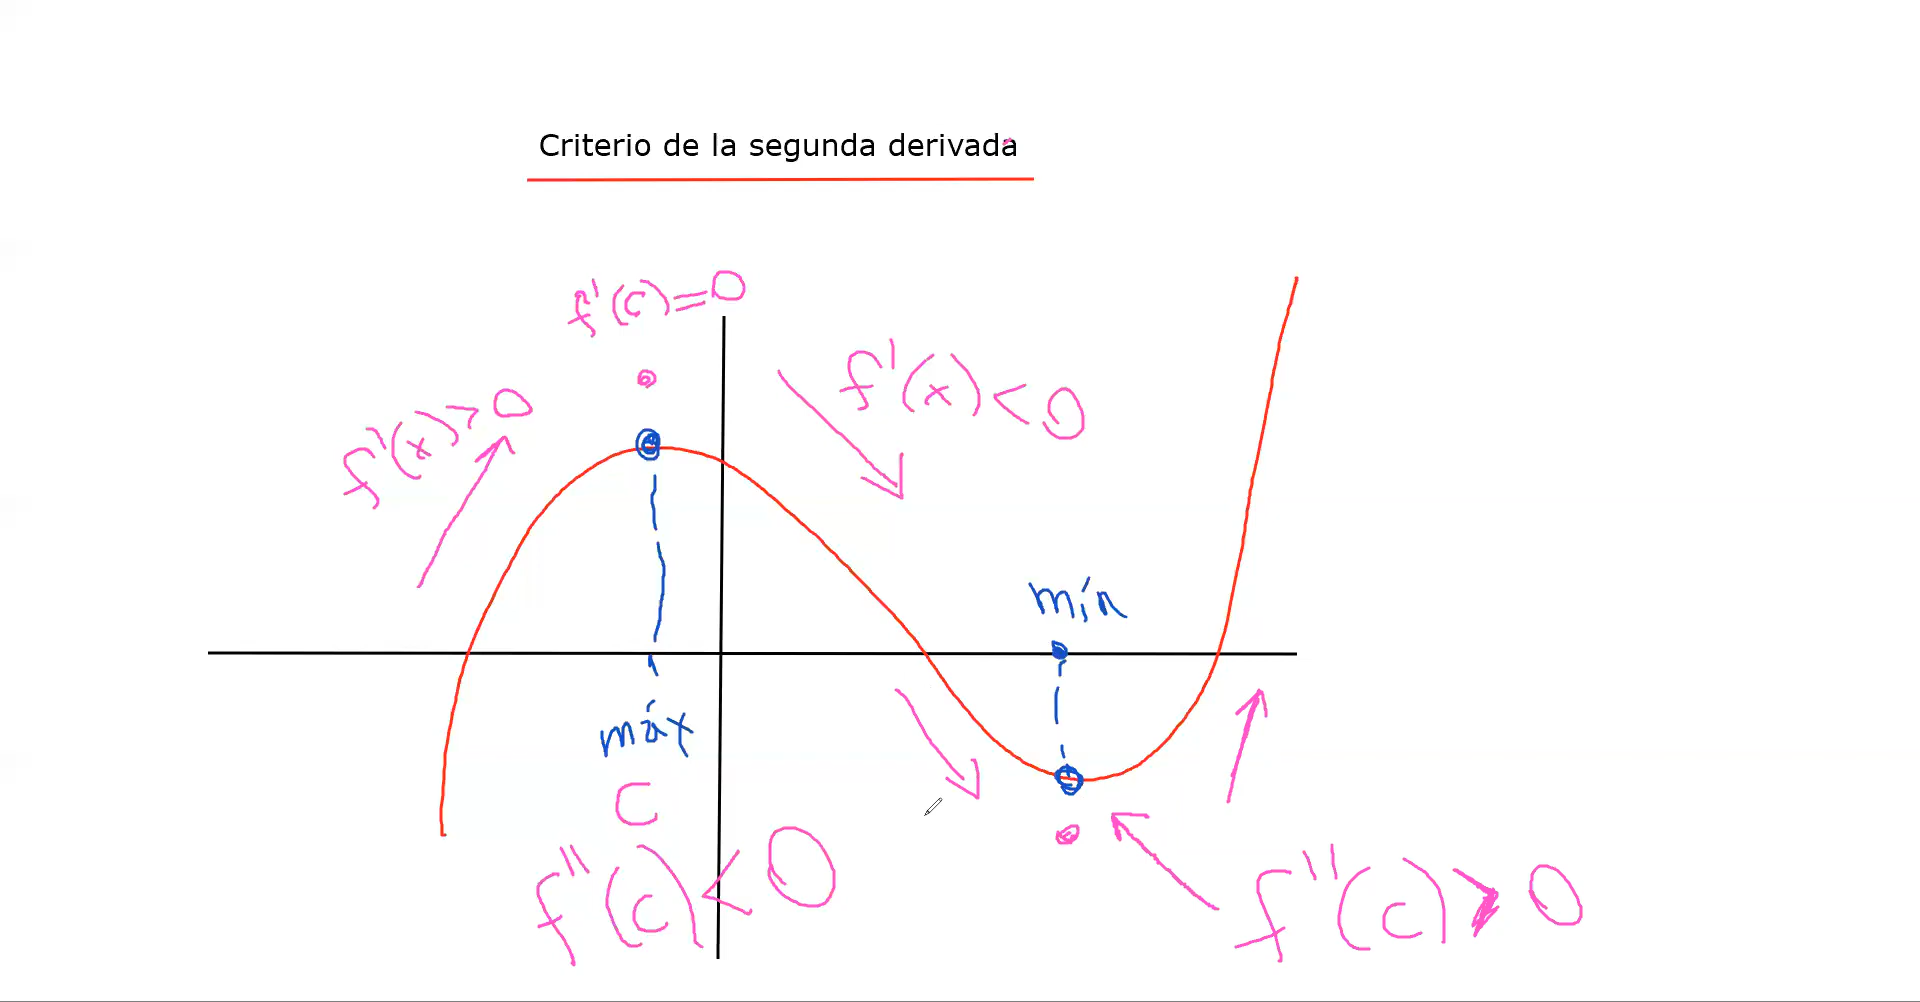 Criterio de la segunda derivada
f'(c)=0
f'(x)>0
f'(x)<0
mín
máx
c
f''(c)<0
f''(c)>0